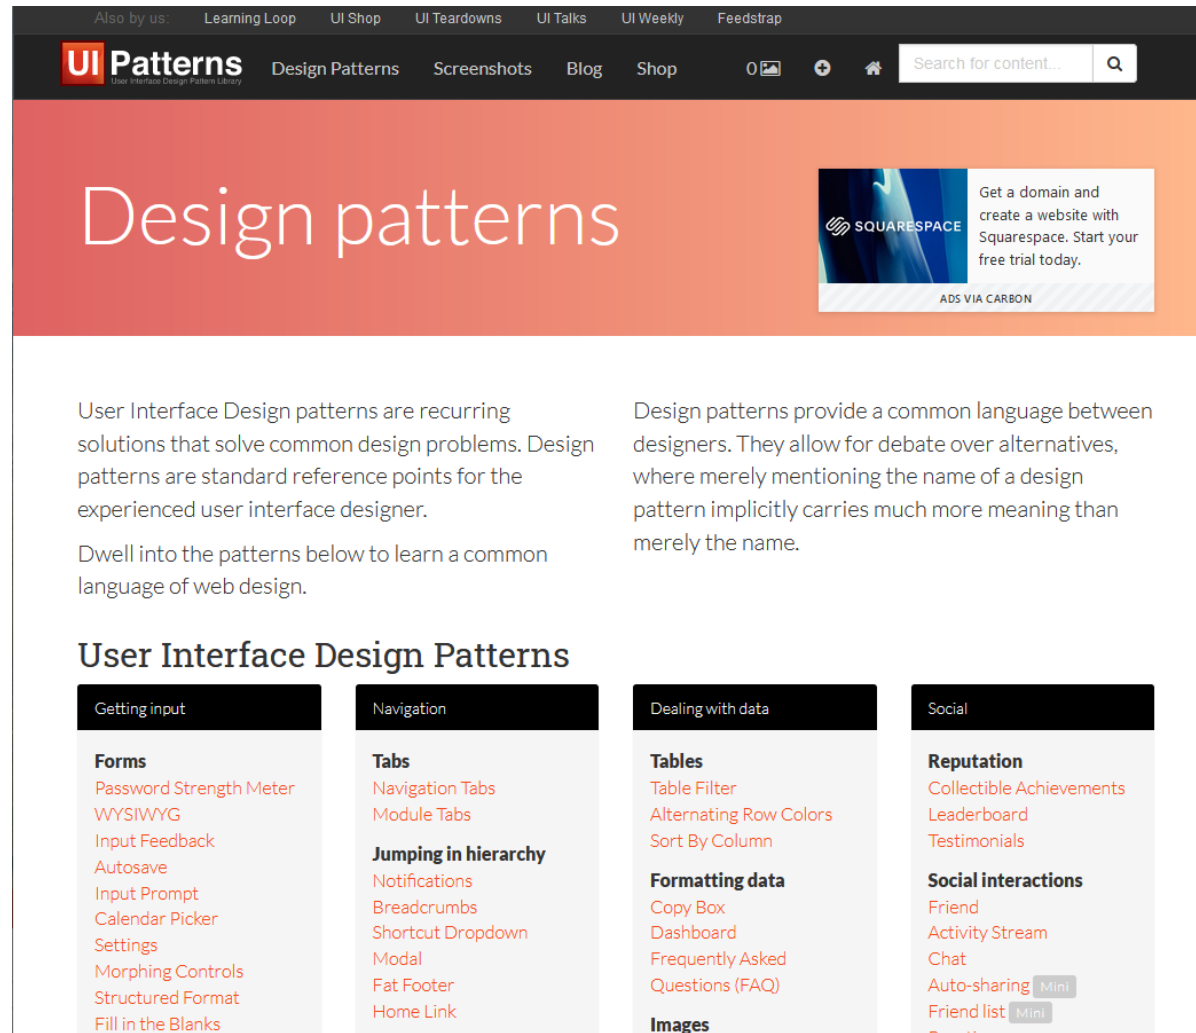 Also by us: Learning Loop UI Shop UI Teardowns UI Talks UI Weekly Feedstrap
UI Patterns
User Interface Design Pattern Library
Design Patterns Screenshots Blog Shop 0 Search for content...
Design patterns
SQUARESPACE
Get a domain and
create a website with
Squarespace. Start your
free trial today.
ADS VIA CARBON
User Interface Design patterns are recurring
solutions that solve common design problems. Design
patterns are standard reference points for the
experienced user interface designer.
Dwell into the patterns below to learn a common
language of web design.
Design patterns provide a common language between
designers. They allow for debate over alternatives,
where merely mentioning the name of a design
pattern implicitly carries much more meaning than
merely the name.
User Interface Design Patterns
Getting input
Forms
Password Strength Meter
WYSIWYG
Input Feedback
Autosave
Input Prompt
Calendar Picker
Settings
Morphing Controls
Structured Format
Fill in the Blanks
Navigation
Tabs
Navigation Tabs
Module Tabs
Jumping in hierarchy
Notifications
Breadcrumbs
Shortcut Dropdown
Modal
Fat Footer
Home Link
Dealing with data
Tables
Table Filter
Alternating Row Colors
Sort By Column
Formatting data
Copy Box
Dashboard
Frequently Asked
Questions (FAQ)
Images
Social
Reputation
Collectible Achievements
Leaderboard
Testimonials
Social interactions
Friend
Activity Stream
Chat
Auto-sharing Mini
Friend list Mini